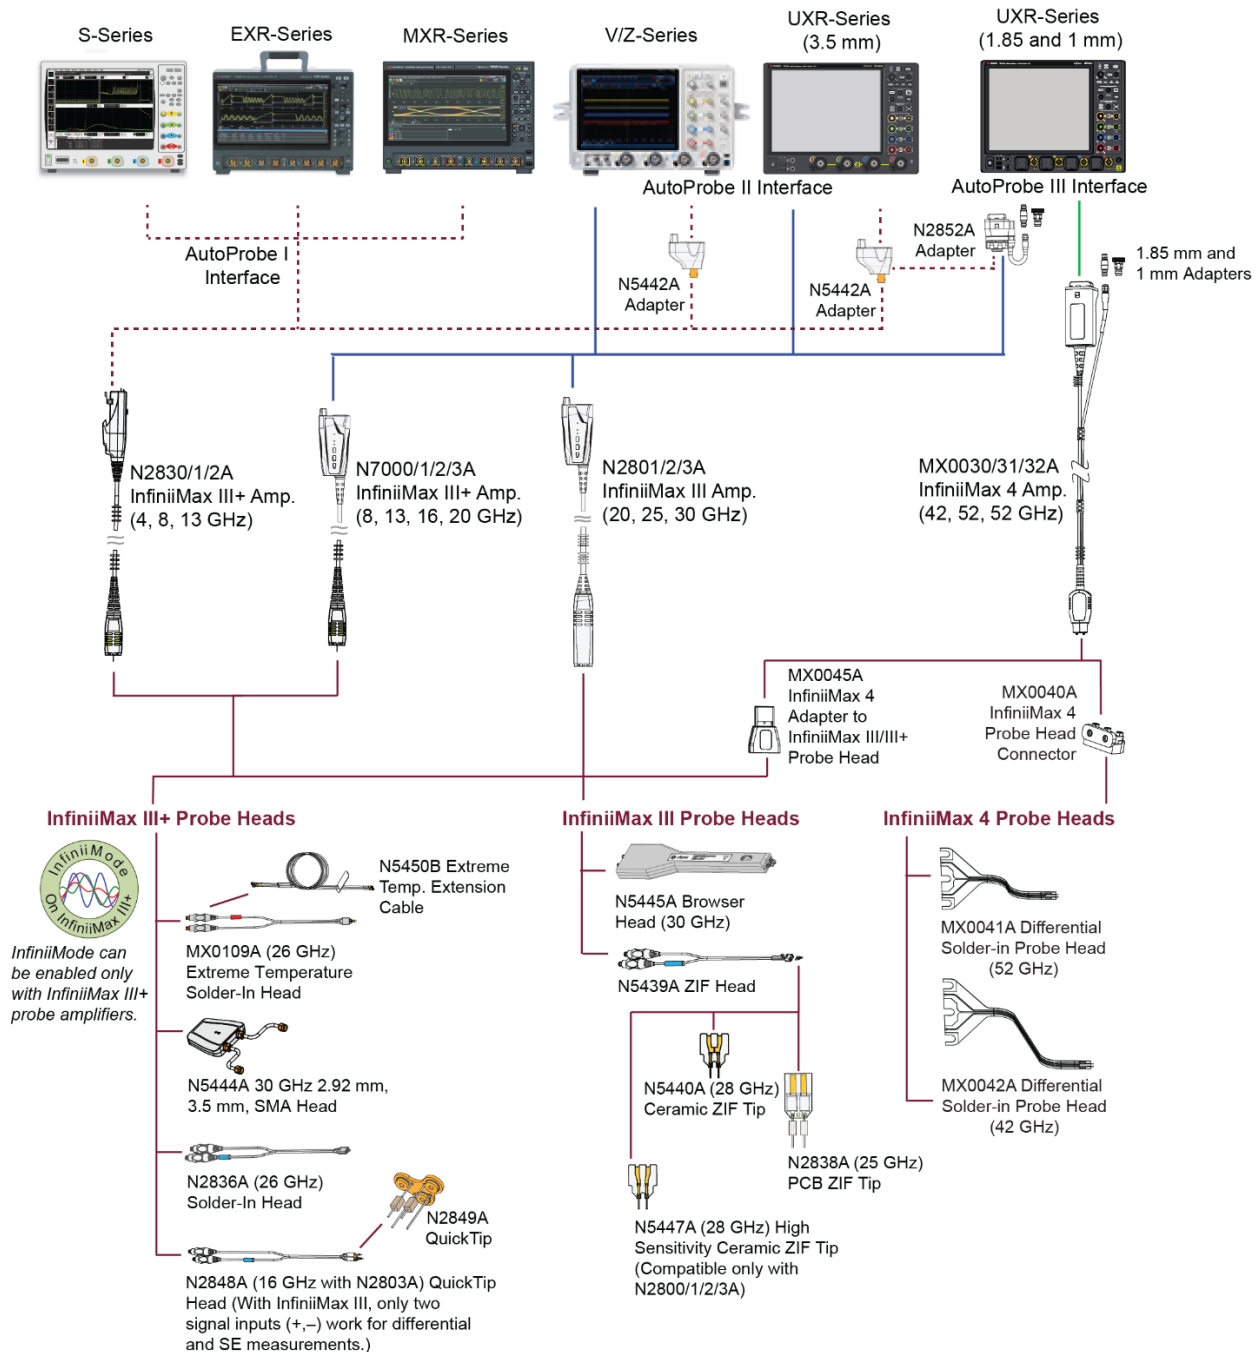 S-Series
EXR-Series
MXR-Series
V/Z-Series
UXR-Series
(3.5 mm)
UXR-Series
(1.85 and 1 mm)
AutoProbe II Interface
AutoProbe III Interface
AutoProbe I
Interface
N5442A
Adapter
N5442A
Adapter
N2852A
Adapter
1.85 mm and
1 mm Adapters
N2830/1/2A
InfiniiMax III+ Amp.
(4, 8, 13 GHz)
N7000/1/2/3A
InfiniiMax III+ Amp.
(8, 13, 16, 20 GHz)
N2801/2/3A
InfiniiMax III Amp.
(20, 25, 30 GHz)
MX0030/31/32A
InfiniiMax 4 Amp.
(42, 52, 52 GHz)
MX0045A
InfiniiMax 4
Adapter to
InfiniiMax III/III+
Probe Head
MX0040A
InfiniiMax 4
Probe Head
Connector
InfiniiMax III+ Probe Heads
InfiniiMode
On InfiniiMax III+
InfiniiMode can
be enabled only
with InfiniiMax III+
probe amplifiers.
N5450B Extreme
Temp. Extension
Cable
MX0109A (26 GHz)
Extreme Temperature
Solder-In Head
N5444A 30 GHz 2.92 mm,
3.5 mm, SMA Head
N2836A (26 GHz)
Solder-In Head
N2849A
QuickTip
N2848A (16 GHz with N2803A) QuickTip
Head (With InfiniiMax III, only two
signal inputs (+,–) work for differential
and SE measurements.)
InfiniiMax III Probe Heads
N5445A Browser
Head (30 GHz)
N5439A ZIF Head
N5440A (28 GHz)
Ceramic ZIF Tip
N2838A (25 GHz)
PCB ZIF Tip
N5447A (28 GHz) High
Sensitivity Ceramic ZIF Tip
(Compatible only with
N2800/1/2/3A)
InfiniiMax 4 Probe Heads
MX0041A Differential
Solder-in Probe Head
(52 GHz)
MX0042A Differential
Solder-in Probe Head
(42 GHz)